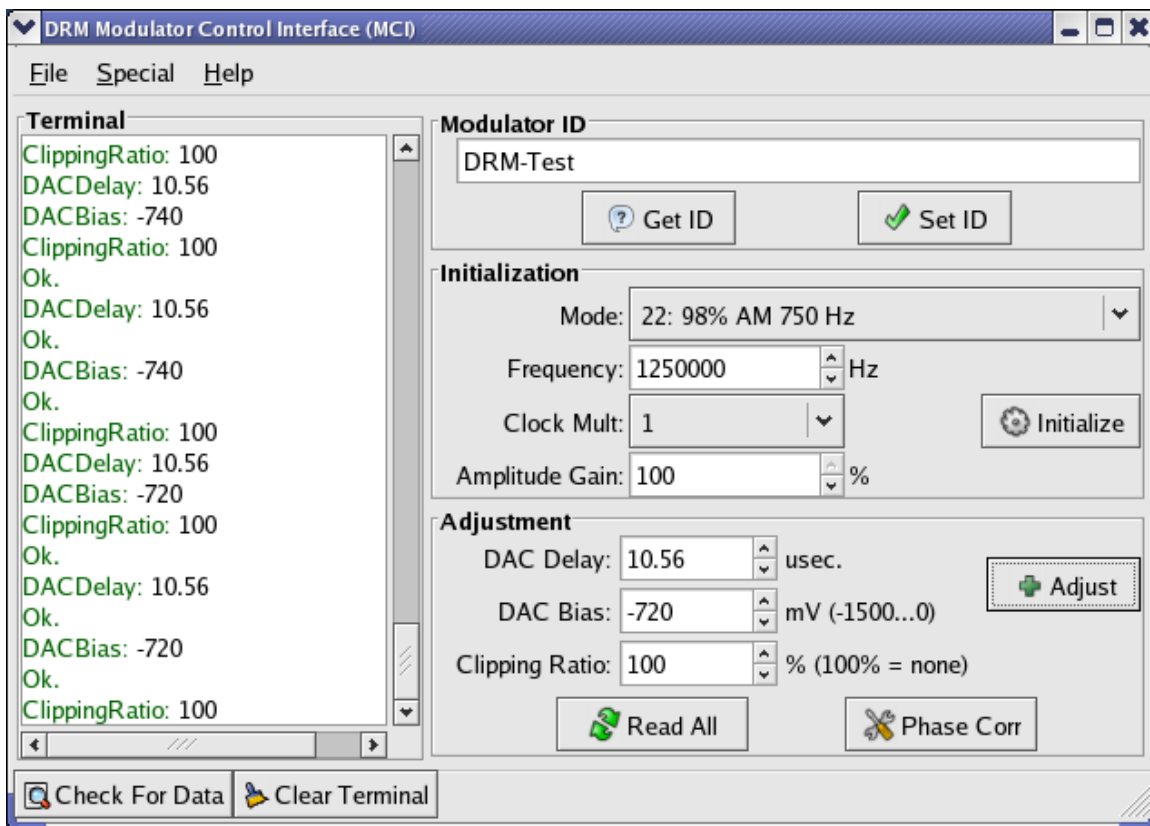 DRM Modulator Control Interface (MCI)
File Special Help
Terminal
ClippingRatio: 100
DACDelay: 10.56
DACBias: -740
ClippingRatio: 100
Ok.
DACDelay: 10.56
Ok.
DACBias: -740
Ok.
ClippingRatio: 100
DACDelay: 10.56
DACBias: -720
ClippingRatio: 100
Ok.
DACDelay: 10.56
Ok.
DACBias: -720
Ok.
ClippingRatio: 100
Modulator ID
DRM-Test
Get ID Set ID
Initialization
Mode: 22: 98% AM 750 Hz
Frequency: 1250000 Hz
Clock Mult: 1 Initialize
Amplitude Gain: 100 %
Adjustment
DAC Delay: 10.56 usec.
Adjust
DAC Bias: -720 mV (-1500...0)
Clipping Ratio: 100 % (100% = none)
Read All Phase Corr
Check For Data Clear Terminal